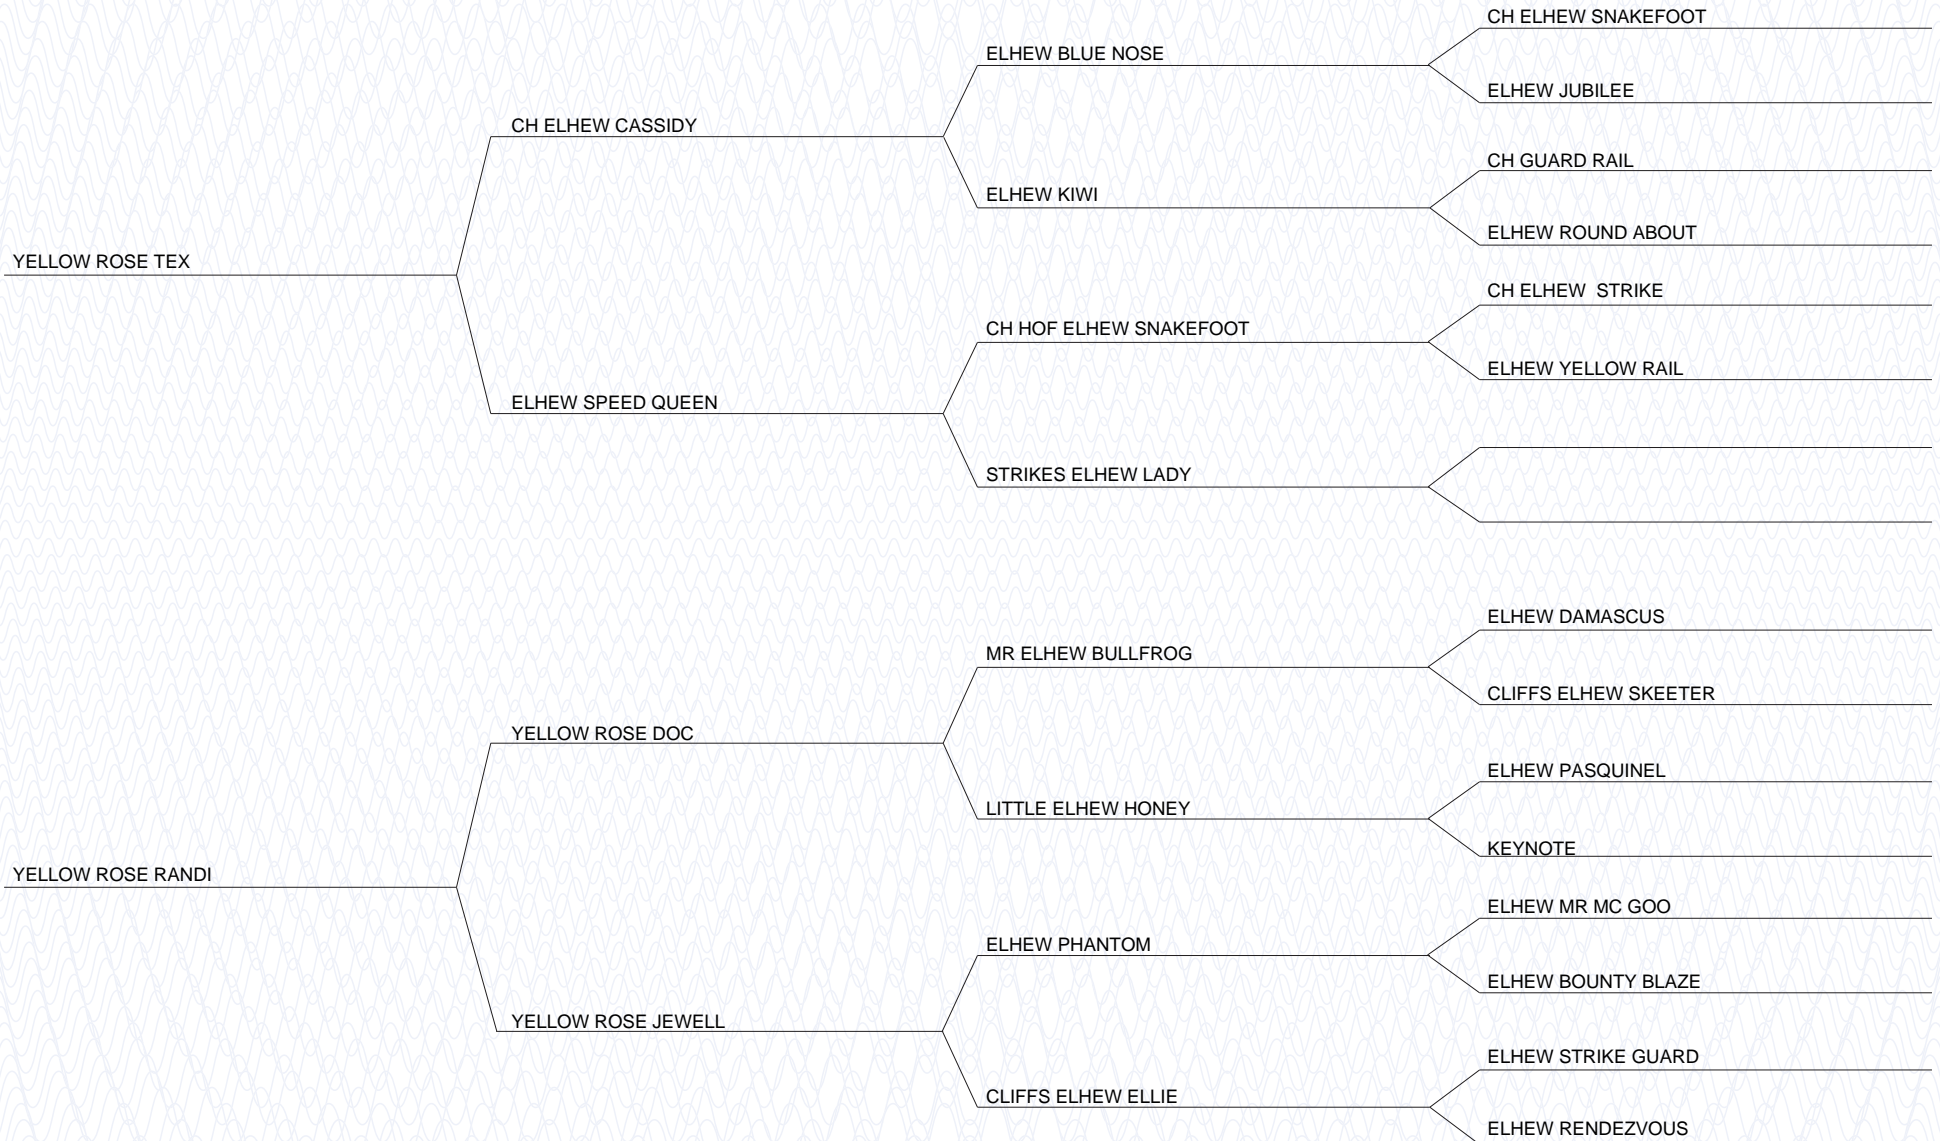 CH ELHEW SNAKEFOOT
ELHEW BLUE NOSE
ELHEW JUBILEE
CH ELHEW CASSIDY
CH GUARD RAIL
ELHEW KIWI
ELHEW ROUND ABOUT
YELLOW ROSE TEX
CH ELHEW  STRIKE
CH HOF ELHEW SNAKEFOOT
ELHEW YELLOW RAIL
ELHEW SPEED QUEEN
STRIKES ELHEW LADY
ELHEW DAMASCUS
MR ELHEW BULLFROG
CLIFFS ELHEW SKEETER
YELLOW ROSE DOC
ELHEW PASQUINEL
LITTLE ELHEW HONEY
KEYNOTE
YELLOW ROSE RANDI
ELHEW MR MC GOO
ELHEW PHANTOM
ELHEW BOUNTY BLAZE
YELLOW ROSE JEWELL
ELHEW STRIKE GUARD
CLIFFS ELHEW ELLIE
ELHEW RENDEZVOUS